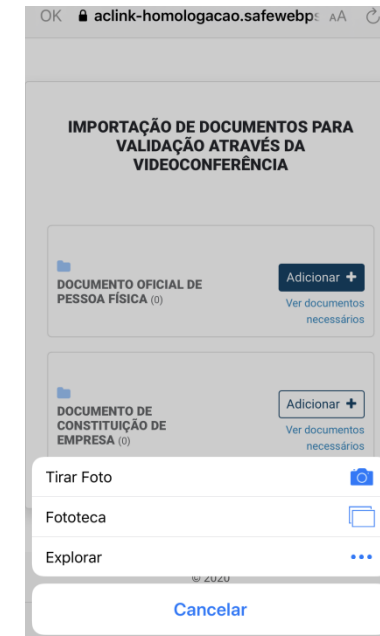 OK aclink-homologacao.safewebps AA
IMPORTAÇÃO DE DOCUMENTOS PARA
VALIDAÇÃO ATRAVÉS DA
VIDEOCONFERÊNCIA
DOCUMENTO OFICIAL DE
PESSOA FÍSICA (0)
Adicionar +
Ver documentos
necessários
DOCUMENTO DE
CONSTITUIÇÃO DE
EMPRESA (0)
Adicionar +
Ver documentos
necessários
Tirar Foto
Fototeca
Explorar
© 2020
Cancelar